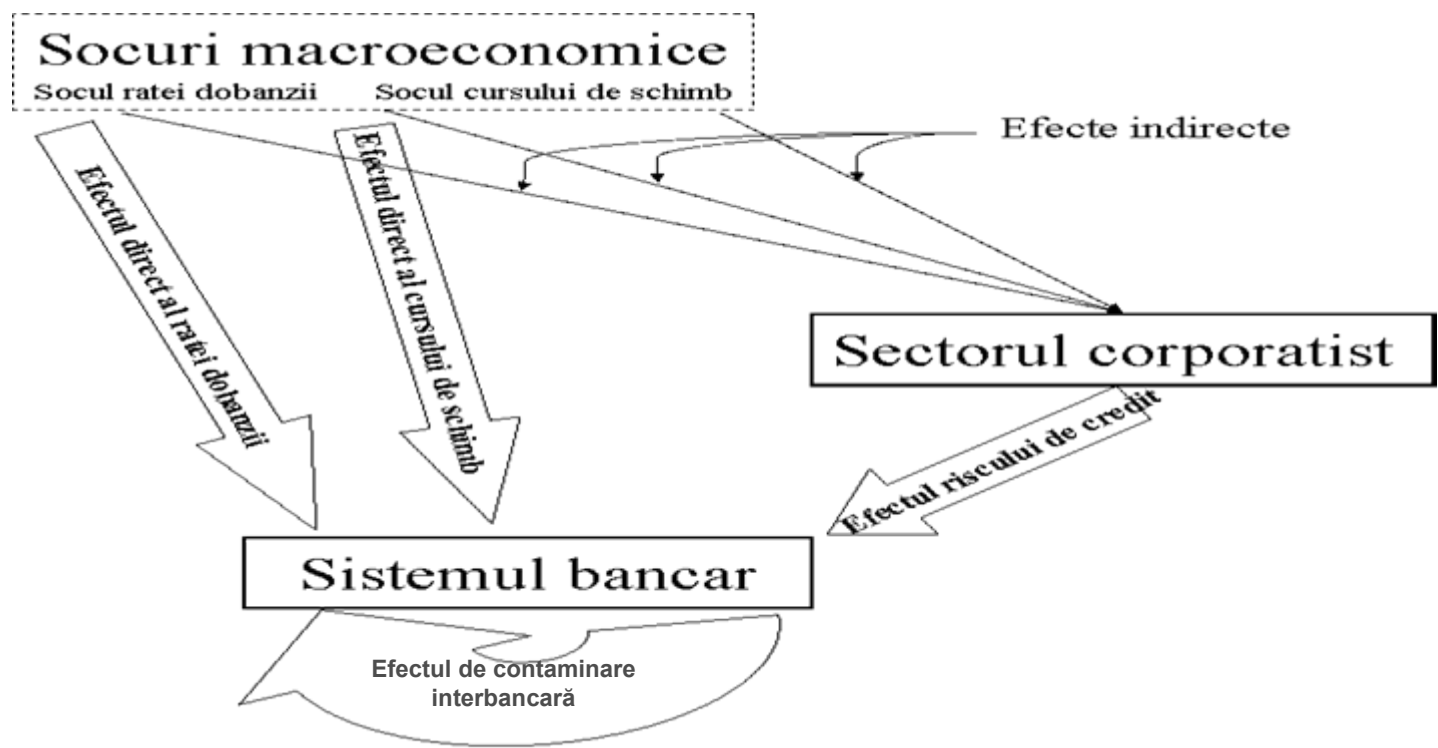 Socuri macroeconomice
Socul ratei dobanzii
Socul cursului de schimb
Efecte indirecte
Efectul direct al ratei dobanzii
Efectul direct al cursului de schimb
Sectorul corporatist
Efectul riscului de credit
Sistemul bancar
Efectul de contaminare
interbancară